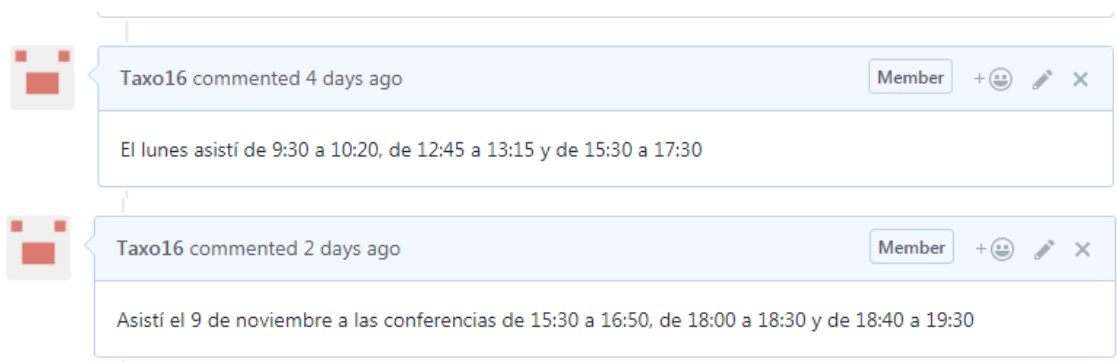 Taxo16 commented 4 days ago Member +
El lunes asistí de 9:30 a 10:20, de 12:45 a 13:15 y de 15:30 a 17:30
Taxo16 commented 2 days ago Member +
Asistí el 9 de noviembre a las conferencias de 15:30 a 16:50, de 18:00 a 18:30 y de 18:40 a 19:30